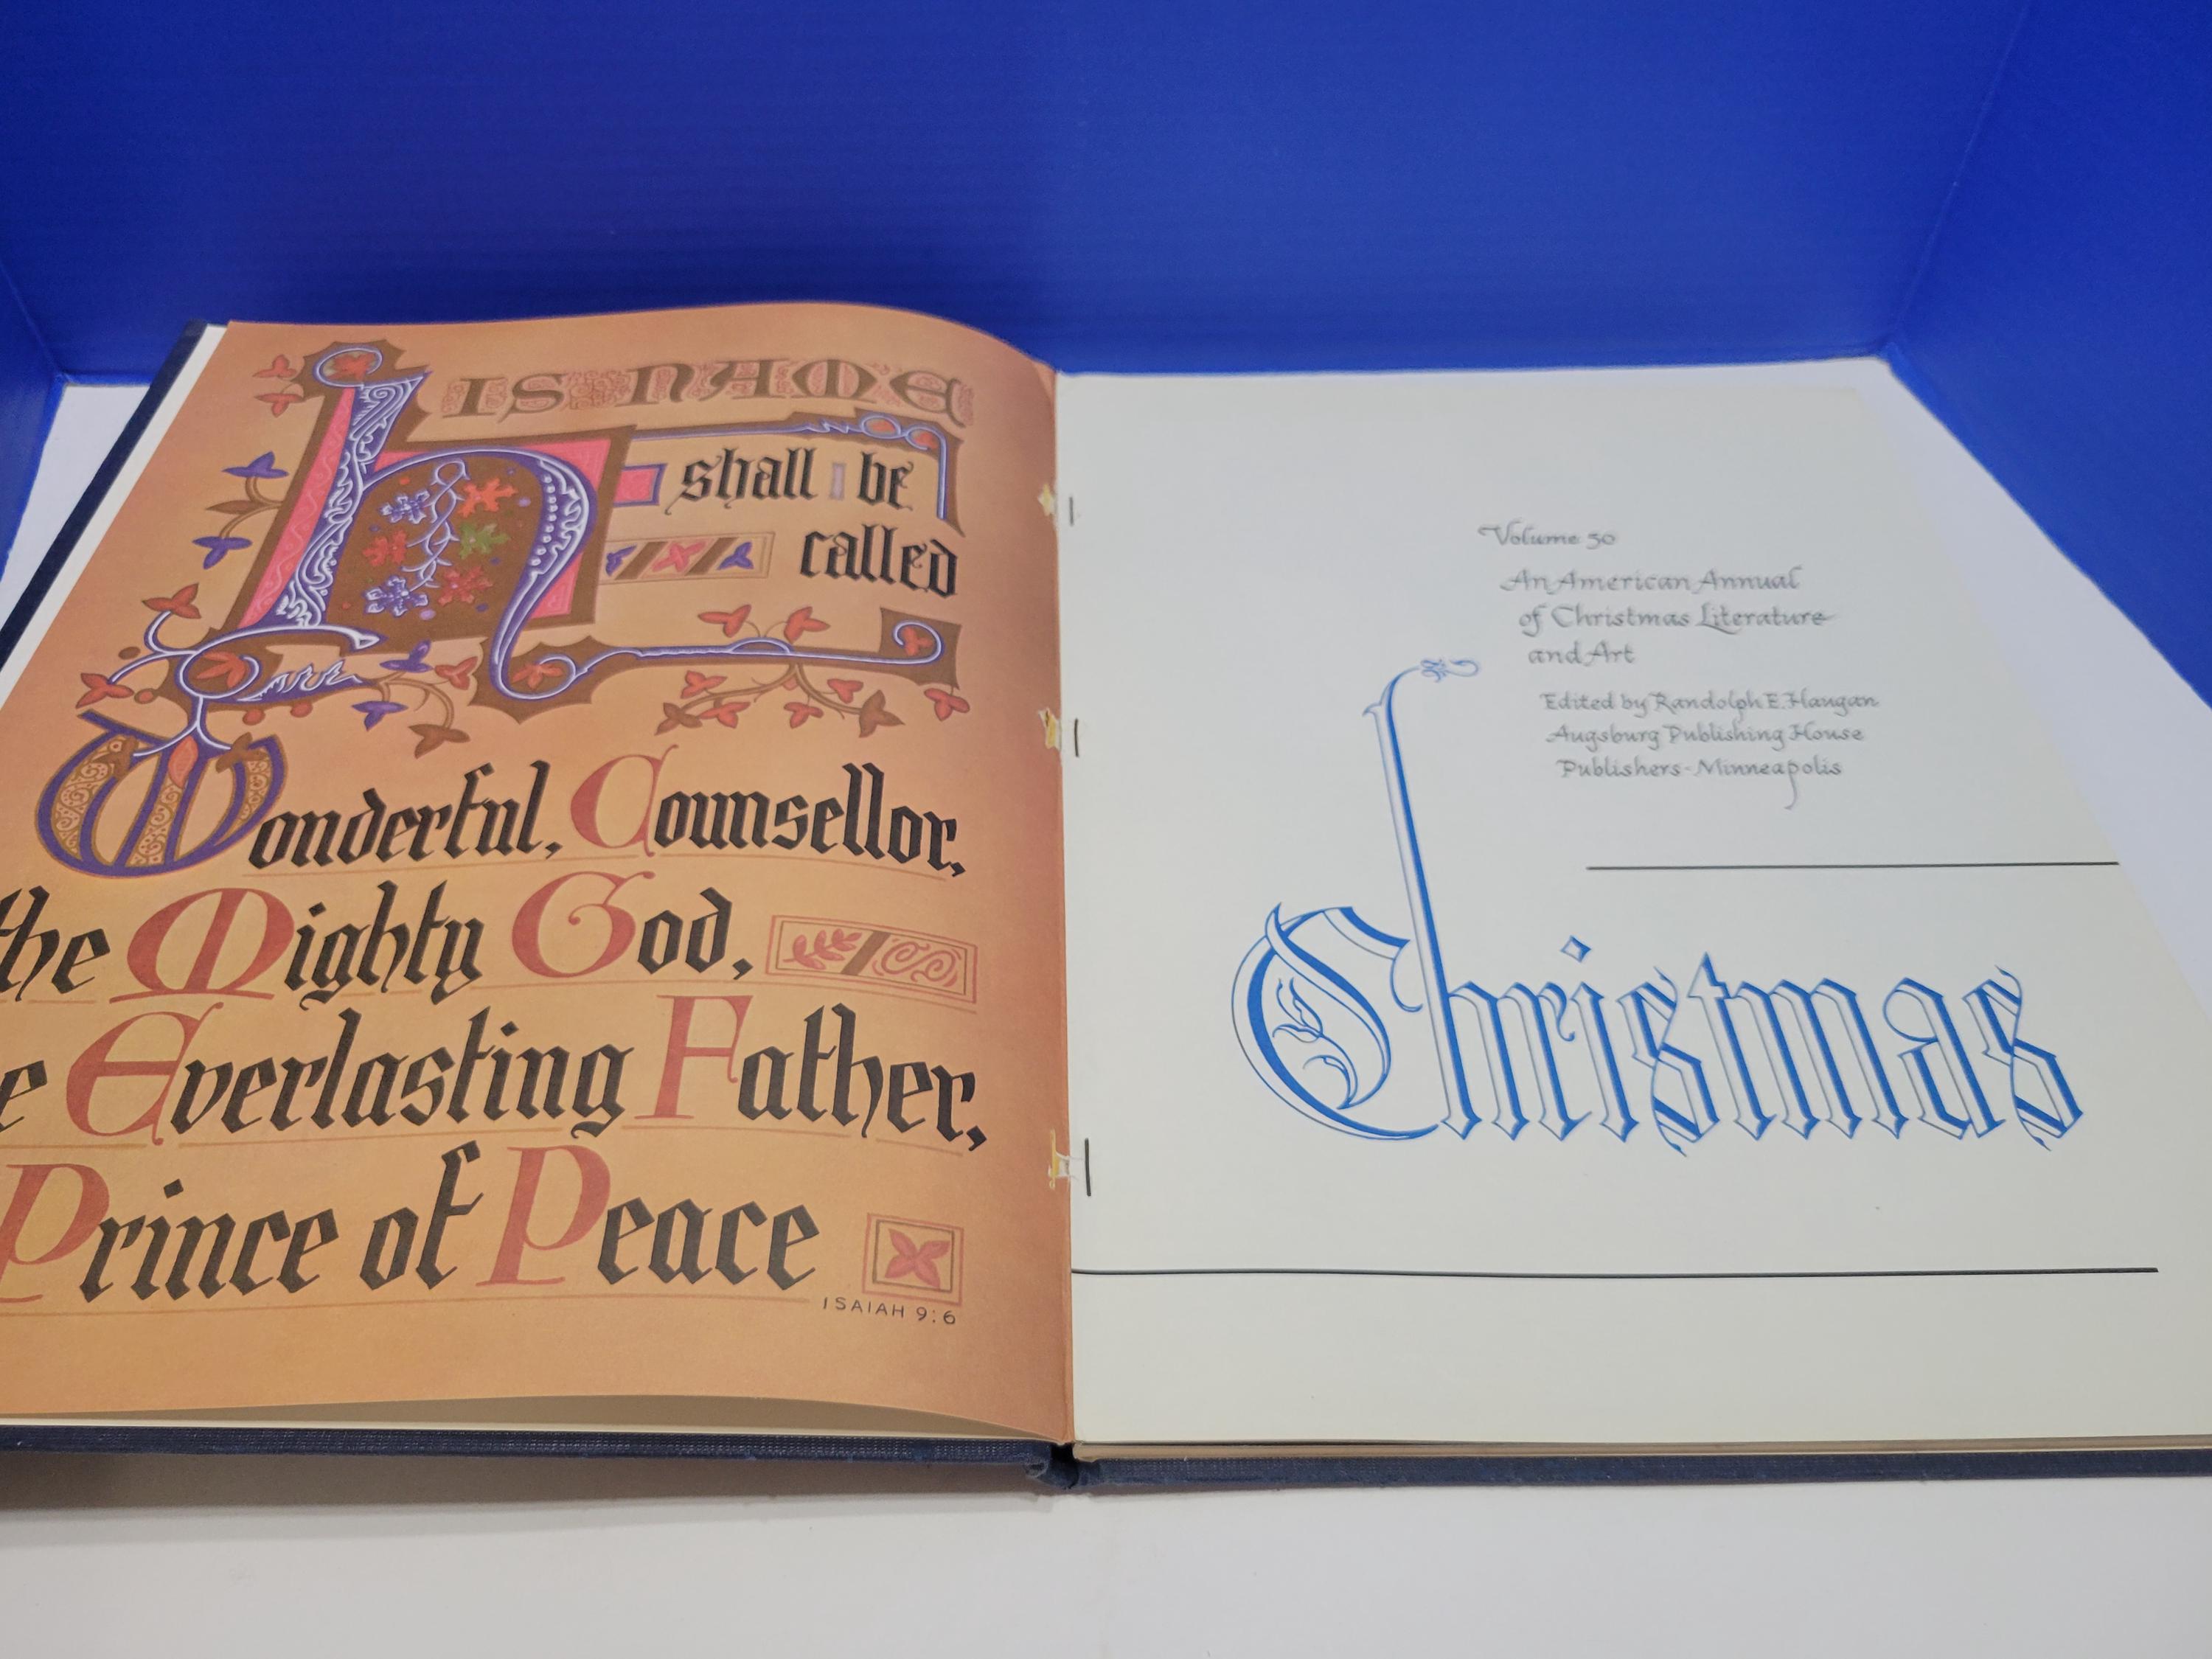 his name
shall be
called
Wonderful, Counsellor,
the Mighty God,
e Everlasting Father,
Prince of Peace
ISAIAH 9:6
Volume 50
An American Annual
of Christmas Literature
and Art
Edited by Randolph E. Haugan
Augsburg Publishing House
Publishers - Minneapolis
Christmas